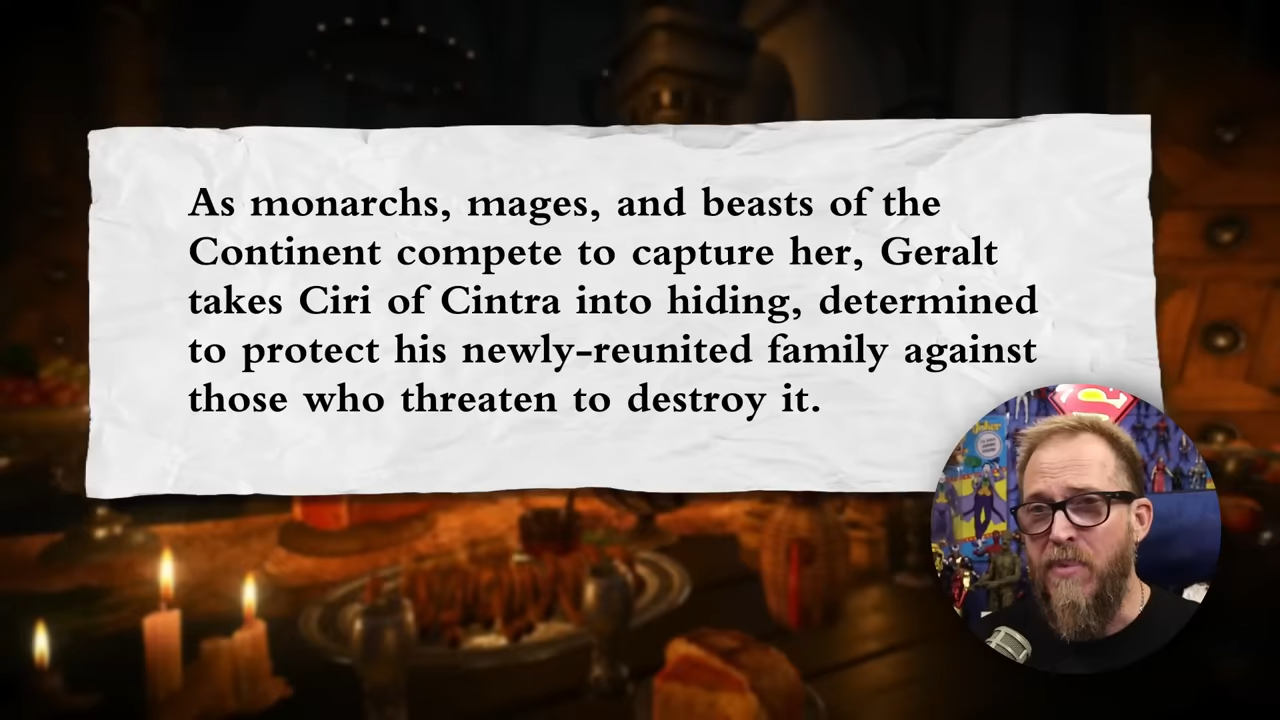 As monarchs, mages, and beasts of the
Continent compete to capture her, Geralt
takes Ciri of Cintra into hiding, determined
to protect his newly-reunited family against
those who threaten to destroy it.
Joker